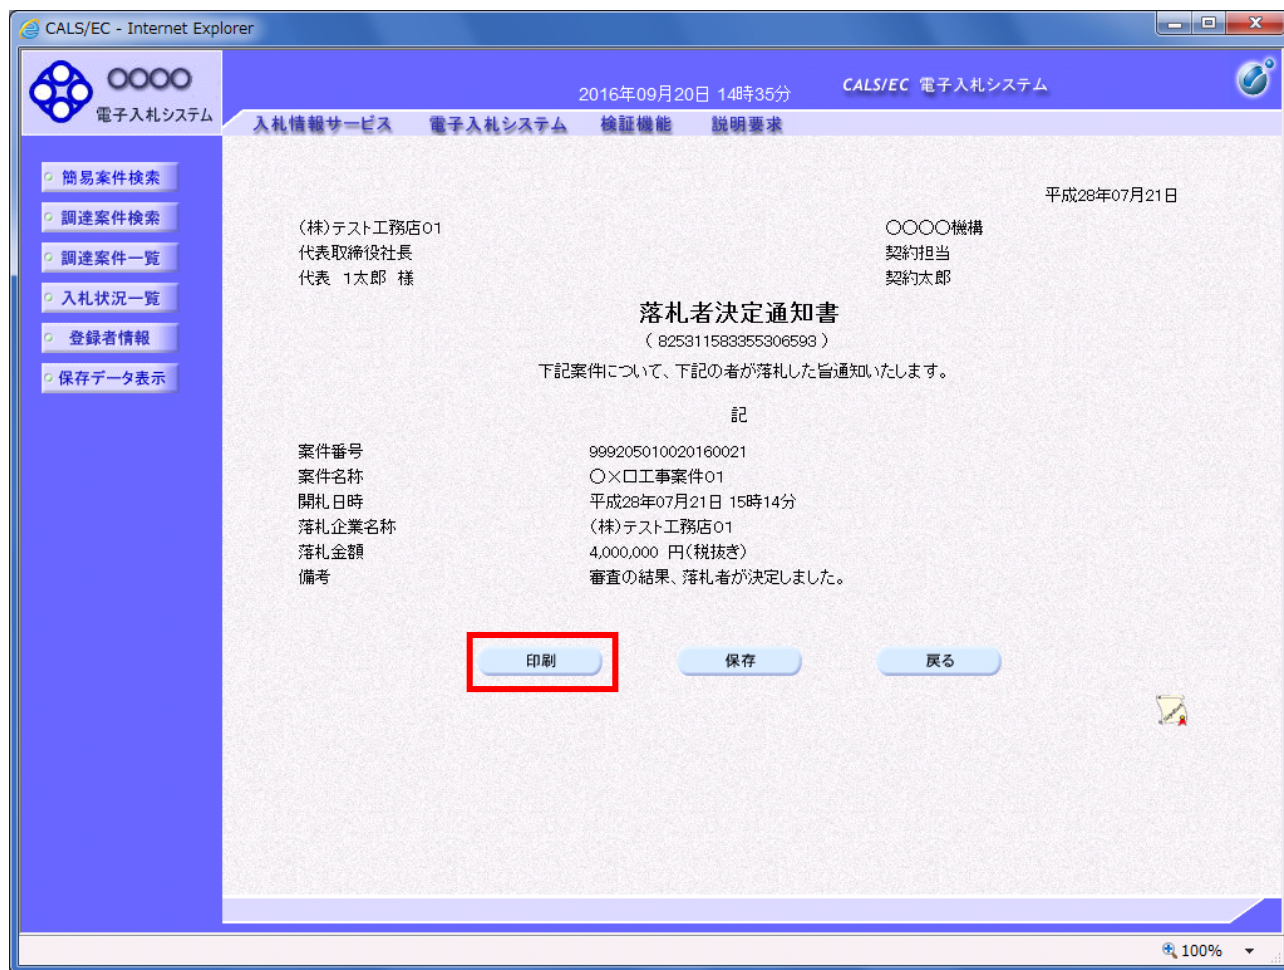 CALS/EC - Internet Explorer
〇〇〇〇
電子入札システム
2016年09月20日 14時35分
CALS/EC 電子入札システム
入札情報サービス 電子入札システム 検証機能 説明要求
簡易案件検索
調達案件検索
調達案件一覧
入札状況一覧
登録者情報
保存データ表示
平成28年07月21日
(株)テスト工務店01
代表取締役社長
代表 1太郎 様
〇〇〇〇機構
契約担当
契約太郎
落札者決定通知書
( 825311583355306593 )
下記案件について、下記の者が落札した旨通知いたします。
記
案件番号 999205010020160021
案件名称 〇×口工事案件01
開札日時 平成28年07月21日 15時14分
落札企業名称 (株)テスト工務店01
落札金額 4,000,000 円(税抜き)
備考 審査の結果、落札者が決定しました。
印刷 保存 戻る
100%